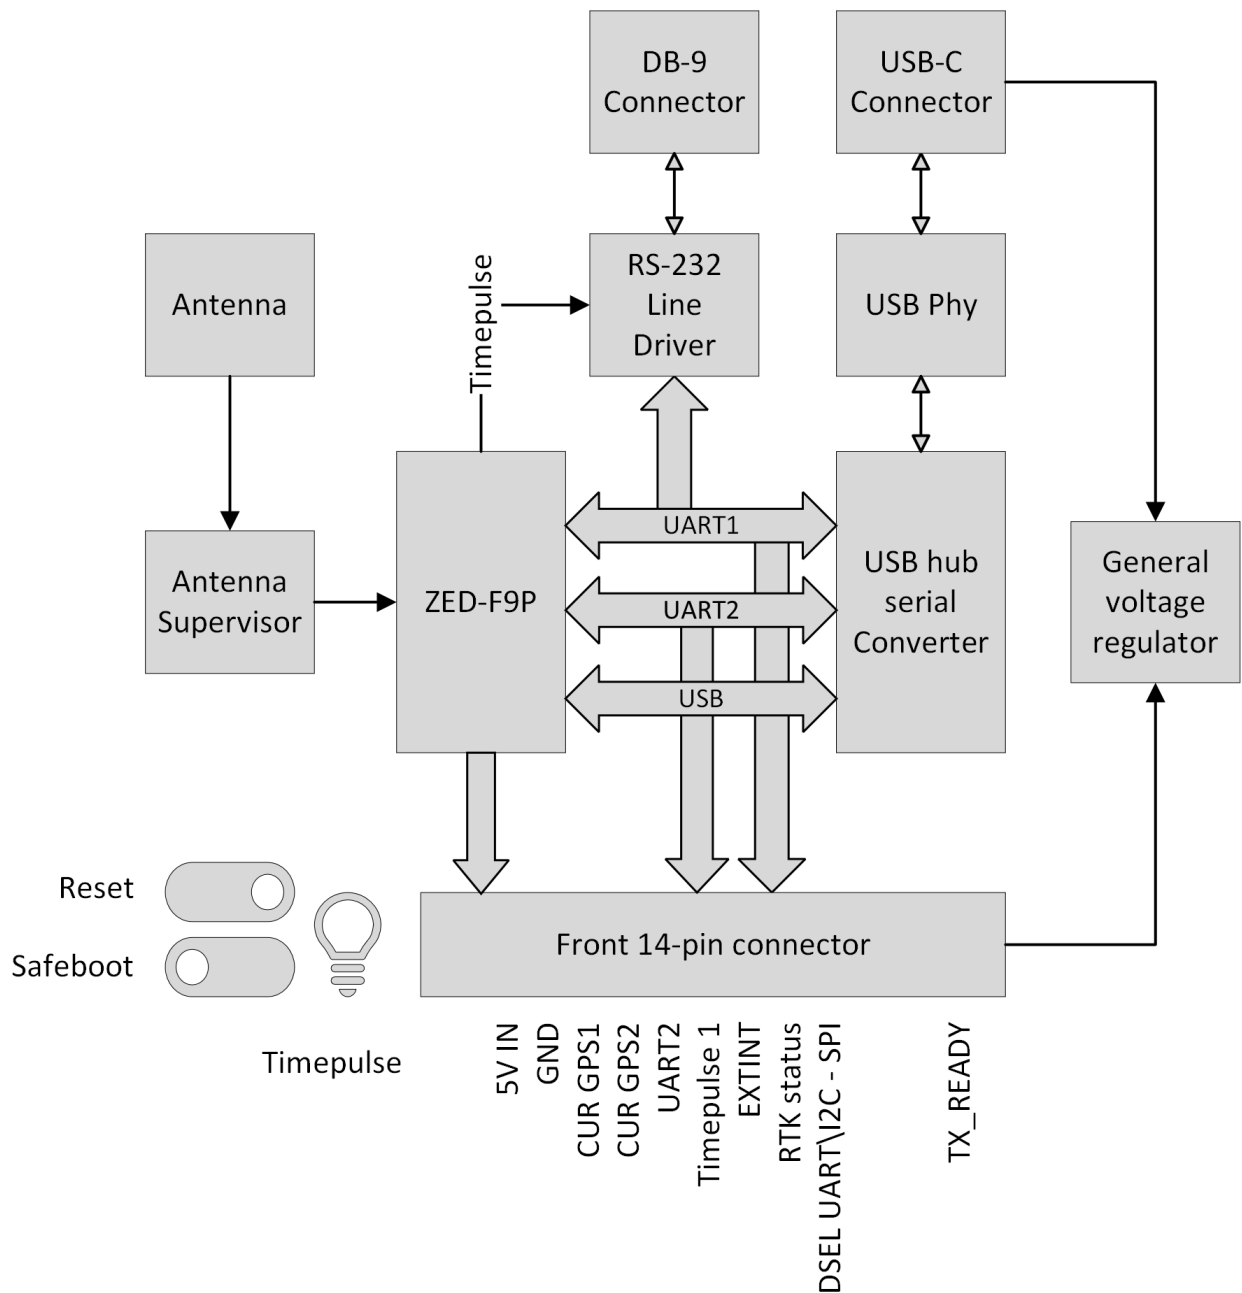 DB-9
Connector
USB-C
Connector
Antenna
Timepulse
RS-232
Line
Driver
USB Phy
Antenna
Supervisor
ZED-F9P
UART1
UART2
USB
USB hub
serial
Converter
General
voltage
regulator
Reset
Safeboot
Timepulse
Front 14-pin connector
5V IN
GND
CUR GPS1
CUR GPS2
UART2
Timepulse 1
EXTINT
RTK status
DSEL UART\I2C - SPI
TX_READY